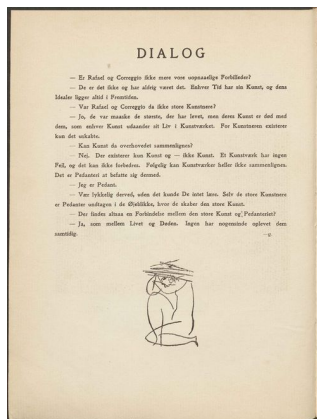 DIALOG
— Er Rafael og Correggio ikke mere vore uopnaaelige Forbilleder?
— De er det ikke og har aldrig været det. Enhver Tid har sin Kunst, og dens
Idealer ligger altid i Fremtiden.
— Var Rafael og Correggio da ikke store Kunstnere?
— Jo, de var maaske de største, der har levet, men deres Kunst er død med
dem, som enhver Kunst udaander sit Liv i Kunstværket. For Kunstneren existerer
kun det uskabte.
— Kan Kunst da overhovedet sammenlignes?
— Nej. Der existerer kun Kunst og — ikke Kunst. Et Kunstværk har ingen
Fejl, og det kan ikke forbedres. Følgelig kan Kunstværker heller ikke sammenlignes.
Det er Pedanteri at befatte sig dermed.
— Jeg er Pedant.
— Vær lykkelig derved, uden det kunde De intet lave. Selv de store Kunstnere
er Pedanter undtagen i de Øjeblikke, hvor de skaber den store Kunst.
— Der findes altsaa en Forbindelse mellem den store Kunst og Pedanteriet?
— Ja, som mellem Livet og Døden. Ingen har nogensinde oplevet dem
samtidig.